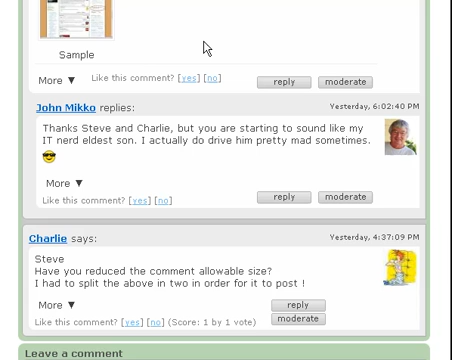 Sample
More ▼ Like this comment? [yes] [no] reply moderate
John Mikko replies: Yesterday, 6:02:40 PM
Thanks Steve and Charlie, but you are starting to sound like my
IT nerd eldest son. I actually do drive him pretty mad sometimes.
More ▼
Like this comment? [yes] [no] reply moderate
Charlie says: Yesterday, 4:37:09 PM
Steve
Have you reduced the comment allowable size?
I had to split the above in two in order for it to post !
More ▼ reply
Like this comment? [yes] [no] (Score: 1 by 1 vote) moderate
Leave a comment